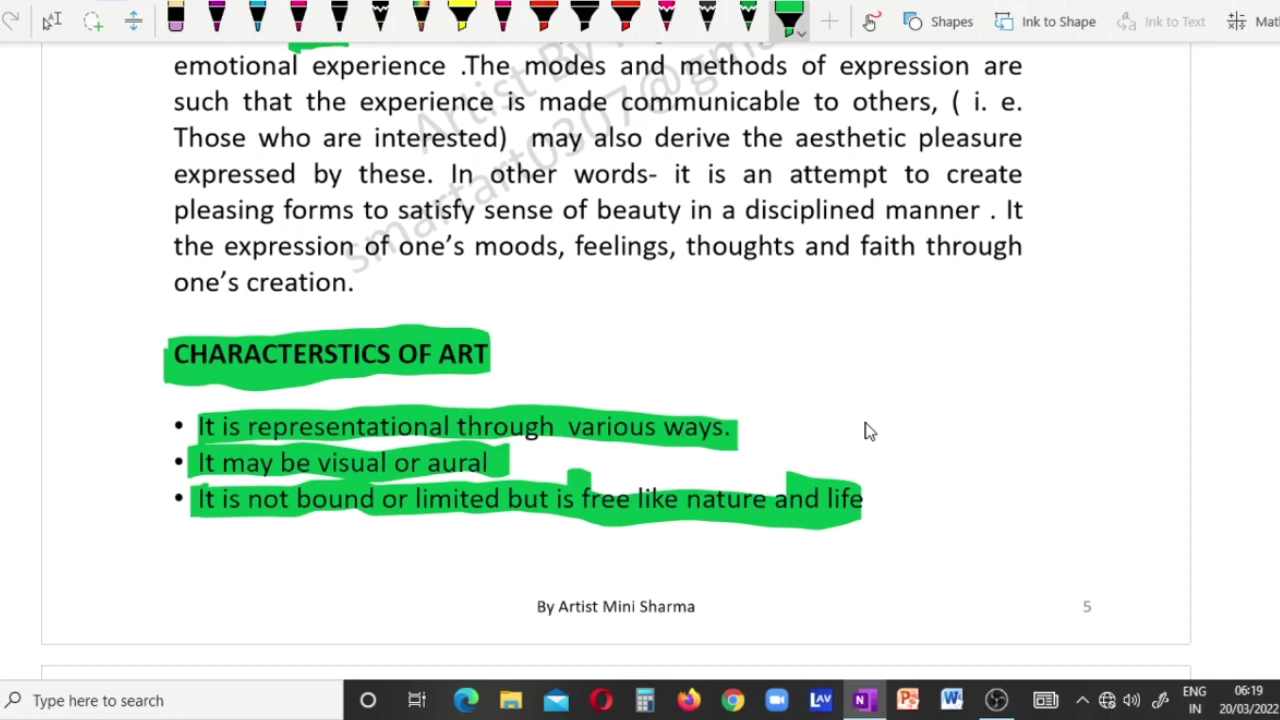 Shapes Ink to Shape Ink to Text
emotional experience .The modes and methods of expression are
such that the experience is made communicable to others, ( i. e.
Those who are interested) may also derive the aesthetic pleasure
expressed by these. In other words- it is an attempt to create
pleasing forms to satisfy sense of beauty in a disciplined manner . It
the expression of one's moods, feelings, thoughts and faith through
one's creation.
CHARACTERSTICS OF ART
• It is representational through various ways.
• It may be visual or aural
• It is not bound or limited but is free like nature and life
By Artist Mini Sharma 5
Type here to search
ENG 06:19
IN 20/03/2022